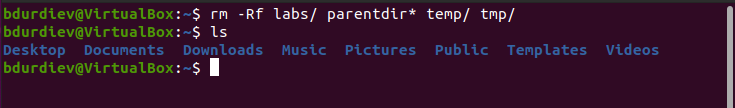 bdurdiev@VirtualBox:~$ rm -Rf labs/ parentdir* temp/ tmp/
bdurdiev@VirtualBox:~$ ls
Desktop  Documents  Downloads  Music  Pictures  Public  Templates  Videos
bdurdiev@VirtualBox:~$